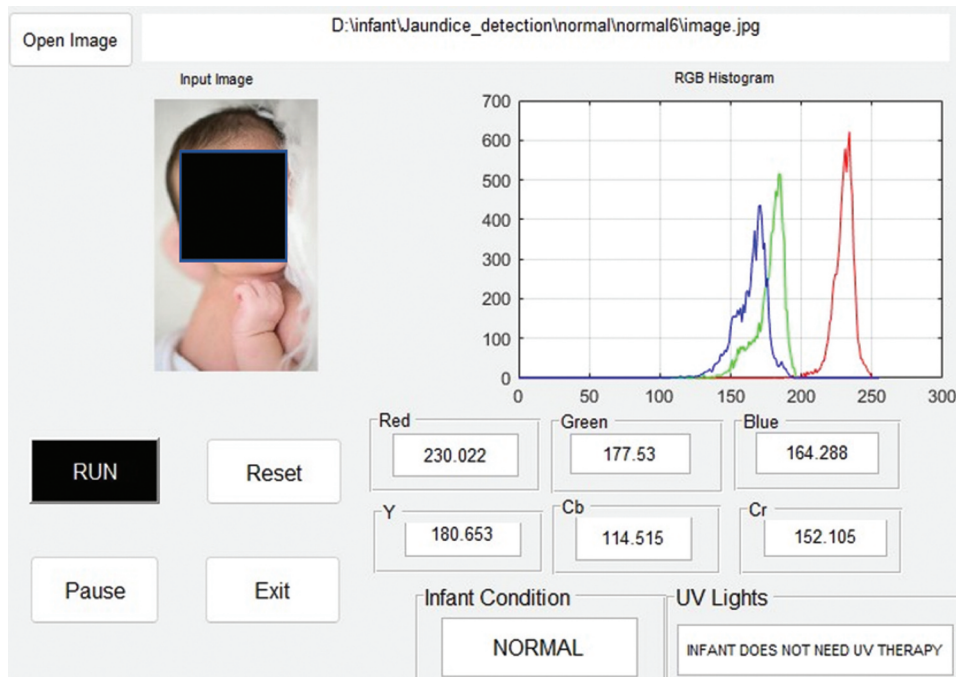 Open Image
D:\infant\Jaundice_detection\normal\normal6\image.jpg
Input Image
RGB Histogram
700
600
500
400
300
200
100
0
0 50 100 150 200 250 300
Red
230.022
Green
177.53
Blue
164.288
RUN
Reset
Y
180.653
Cb
114.515
Cr
152.105
Pause
Exit
Infant Condition
NORMAL
UV Lights
INFANT DOES NOT NEED UV THERAPY